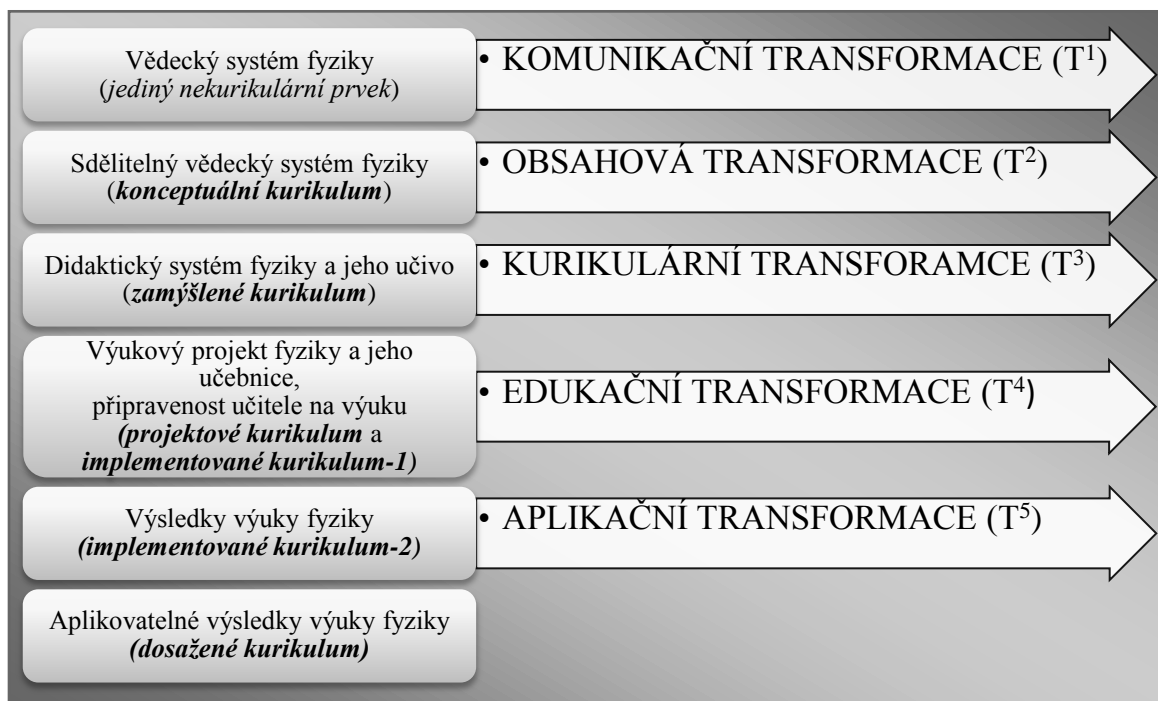 Vědecký systém fyziky
(jediný nekurikulární prvek)
• KOMUNIKAČNÍ TRANSFORMACE (T¹)
Sdělitelný vědecký systém fyziky
(konceptuální kurikulum)
• OBSAHOVÁ TRANSFORMACE (T²)
Didaktický systém fyziky a jeho učivo
(zamýšlené kurikulum)
• KURIKULÁRNÍ TRANSFORAMCE (T³)
Výukový projekt fyziky a jeho
učebnice,
připravenost učitele na výuku
(projektové kurikulum a
implementované kurikulum-1)
• EDUKAČNÍ TRANSFORMACE (T⁴)
Výsledky výuky fyziky
(implementované kurikulum-2)
• APLIKAČNÍ TRANSFORMACE (T⁵)
Aplikovatelné výsledky výuky fyziky
(dosažené kurikulum)